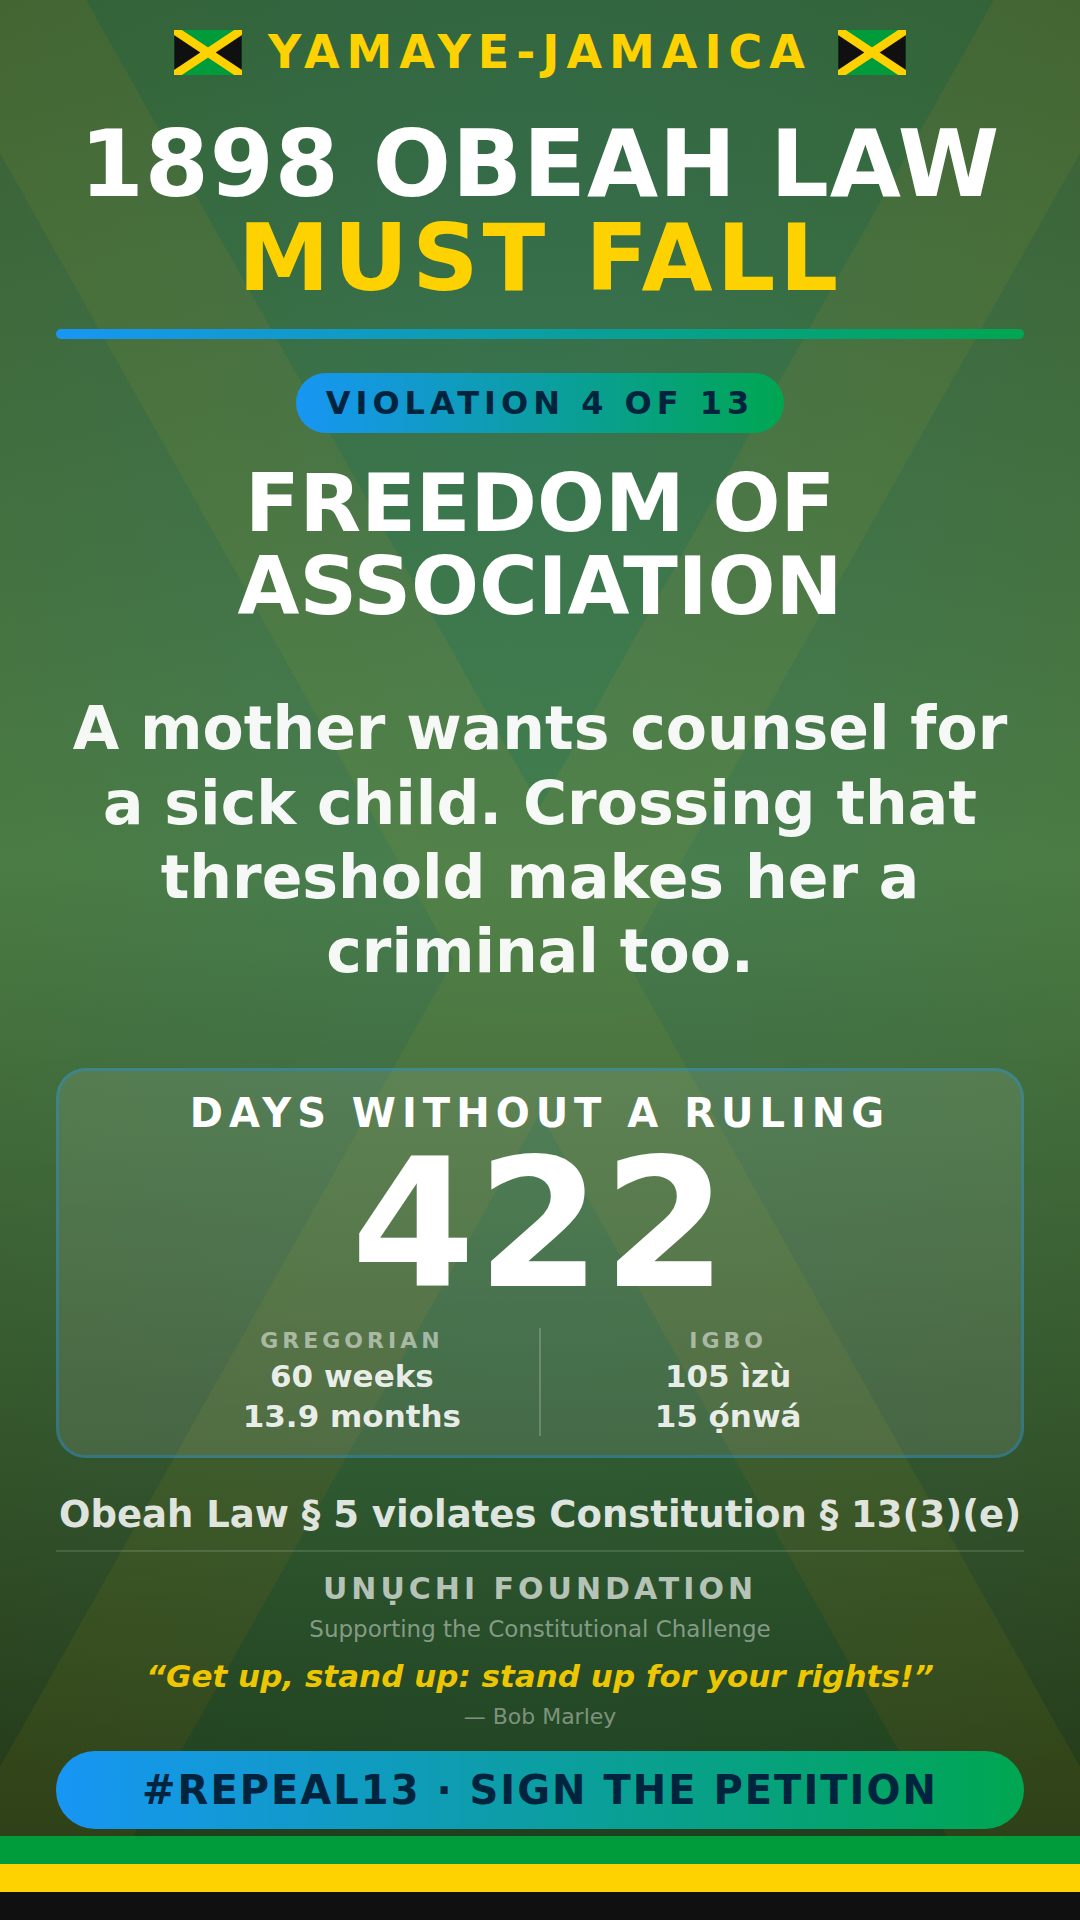 YAMAYE-JAMAICA
1898 OBEAH LAW
MUST FALL
VIOLATION 4 OF 13
FREEDOM OF
ASSOCIATION
A mother wants counsel for
a sick child. Crossing that
threshold makes her a
criminal too.
DAYS WITHOUT A RULING
422
GREGORIAN
60 weeks
13.9 months
IGBO
105 ìzù
15 ọ́nwá
Obeah Law § 5 violates Constitution § 13(3)(e)
UNỤCHI FOUNDATION
Supporting the Constitutional Challenge
“Get up, stand up: stand up for your rights!”
— Bob Marley
#REPEAL13 · SIGN THE PETITION